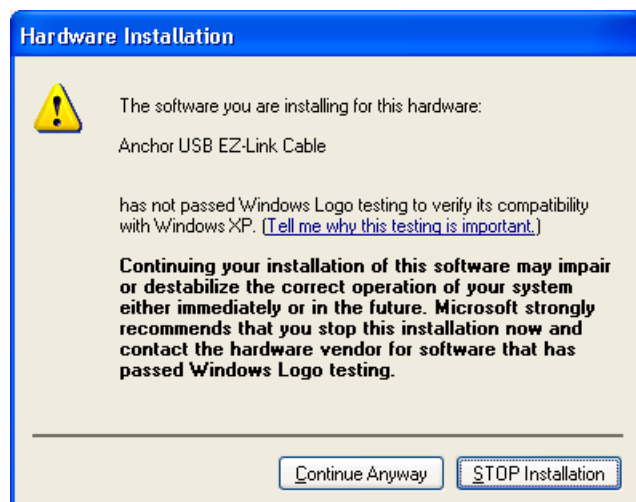 Hardware Installation
The software you are installing for this hardware:
Anchor USB EZ-Link Cable
has not passed Windows Logo testing to verify its compatibility
with Windows XP. (Tell me why this testing is important.)
Continuing your installation of this software may impair
or destabilize the correct operation of your system
either immediately or in the future. Microsoft strongly
recommends that you stop this installation now and
contact the hardware vendor for software that has
passed Windows Logo testing.
Continue Anyway
STOP Installation